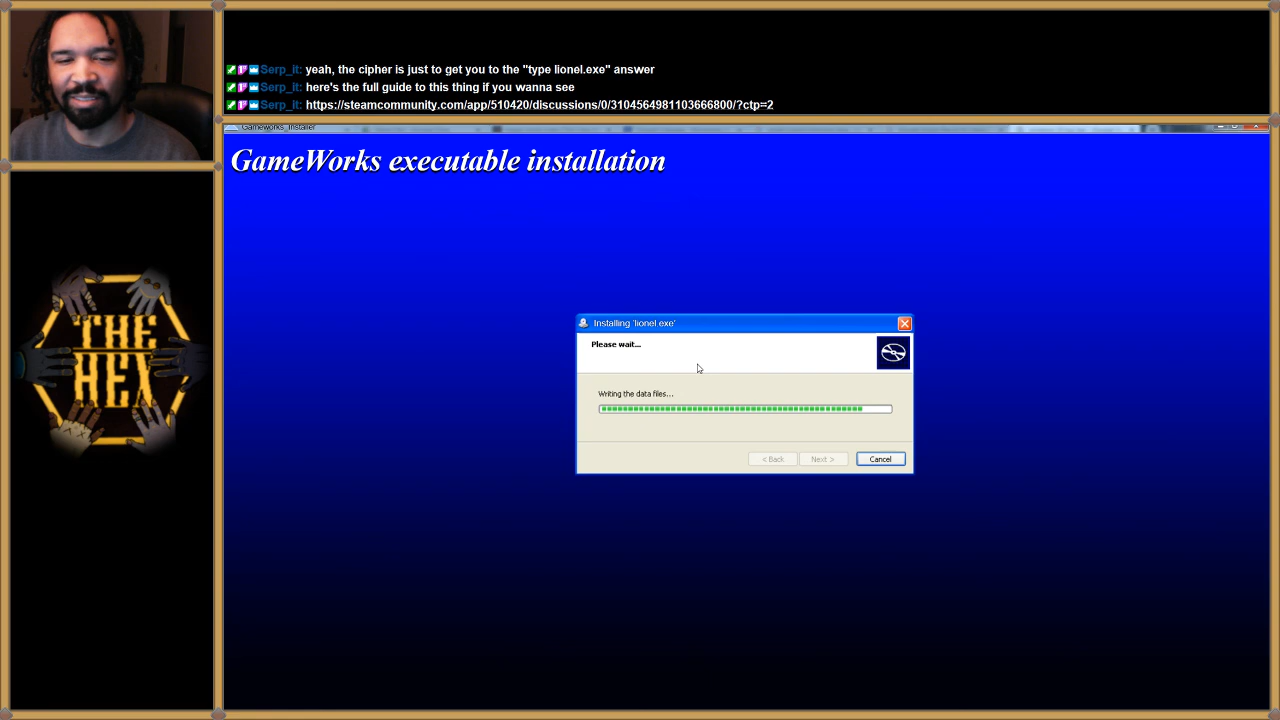 Serp_it: yeah, the cipher is just to get you to the "type lionel.exe" answer
Serp_it: here's the full guide to this thing if you wanna see
Serp_it: https://steamcommunity.com/app/510420/discussions/0/3104564981103666800/?ctp=2
Gameworks_Installer
GameWorks executable installation
Installing 'lionel.exe'
Please wait...
Writing the data files...
< Back
Next >
Cancel
THE
HEX